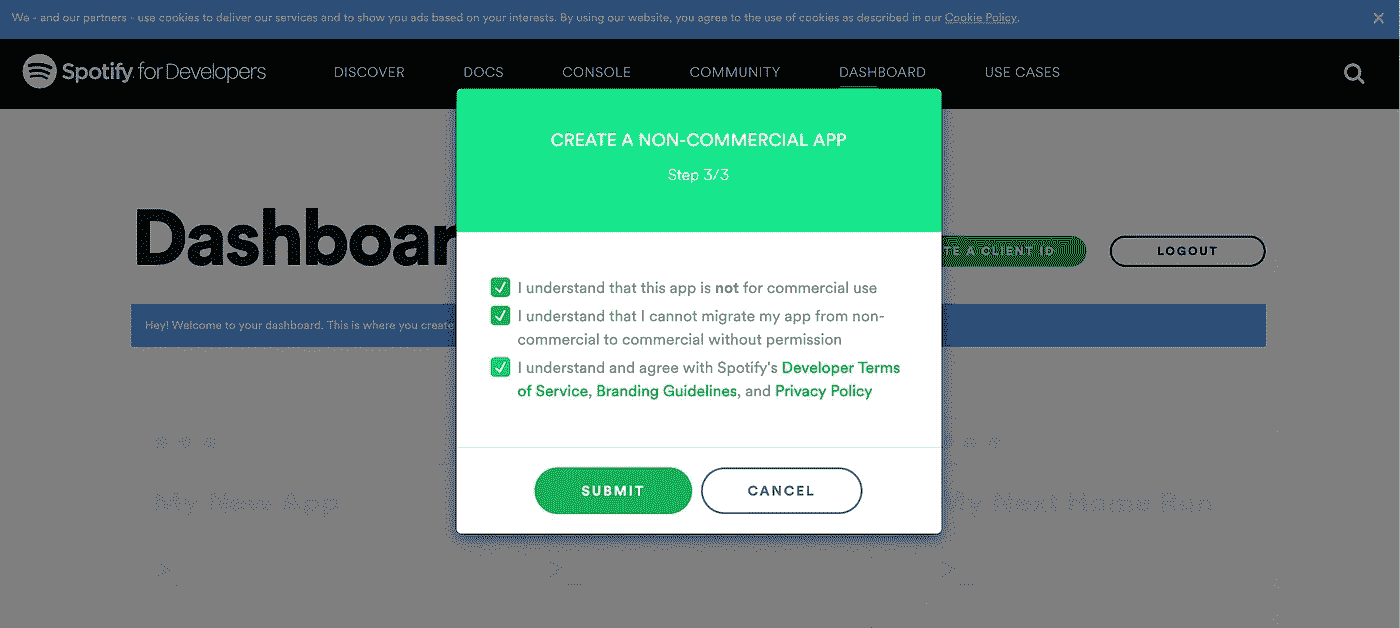 We - and our partners - use cookies to deliver our services and to show you ads based on your interests. By using our website, you agree to the use of cookies as described in our Cookie Policy.
Spotify for Developers
DISCOVER
DOCS
CONSOLE
COMMUNITY
DASHBOARD
USE CASES
CREATE A NON-COMMERCIAL APP
Step 3/3
Dashboar
TE A CLIENT ID
LOGOUT
Hey! Welcome to your dashboard. This is where you create
I understand that this app is not for commercial use
I understand that I cannot migrate my app from non-
commercial to commercial without permission
I understand and agree with Spotify's Developer Terms
of Service, Branding Guidelines, and Privacy Policy
My New App
My Next Home Run
SUBMIT
CANCEL